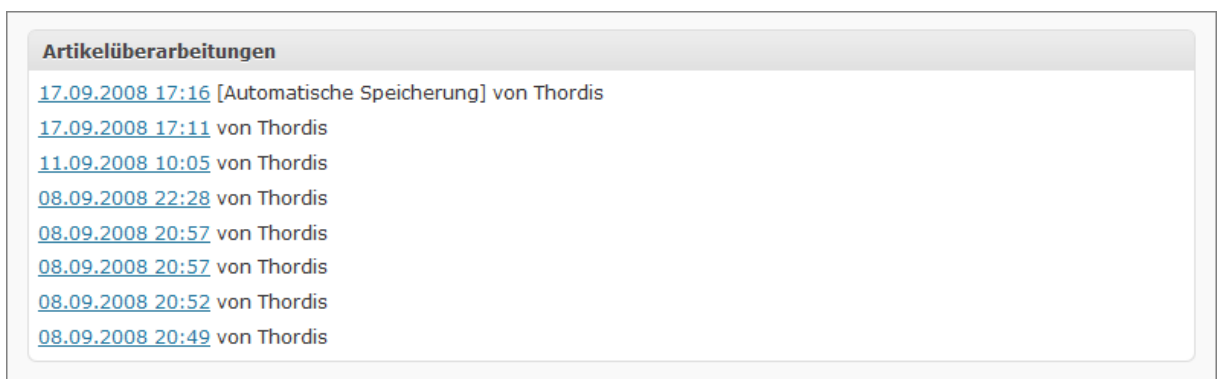 Artikelüberarbeitungen
17.09.2008 17:16 [Automatische Speicherung] von Thordis
17.09.2008 17:11 von Thordis
11.09.2008 10:05 von Thordis
08.09.2008 22:28 von Thordis
08.09.2008 20:57 von Thordis
08.09.2008 20:57 von Thordis
08.09.2008 20:52 von Thordis
08.09.2008 20:49 von Thordis